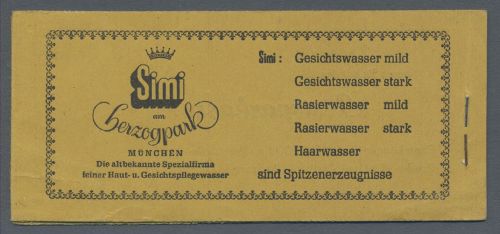 Simi
am
herzogpark
MÜNCHEN
Die altbekannte Spezialfirma
feiner Haut- u. Gesichtspflegewasser
Simi: Gesichtswasser mild
Gesichtswasser stark
Rasierwasser mild
Rasierwasser stark
Haarwasser
sind Spitzenerzeugnisse